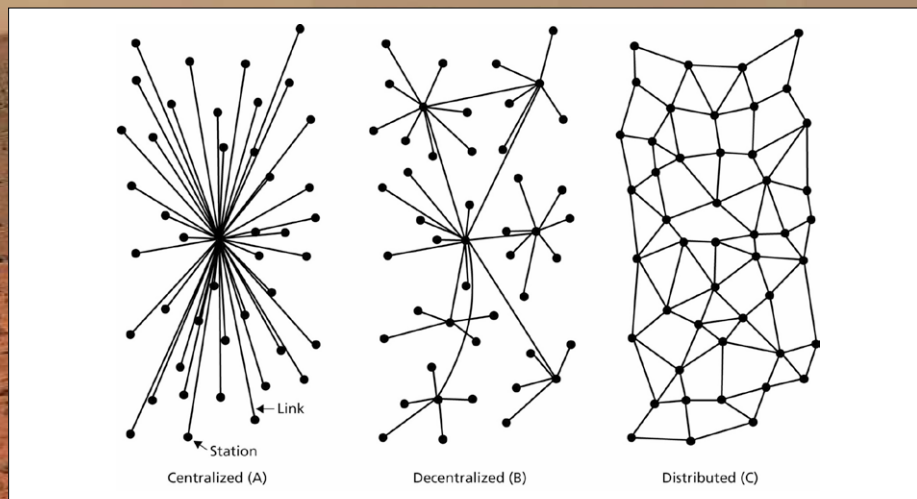 Link
Station
Centralized (A)
Decentralized (B)
Distributed (C)